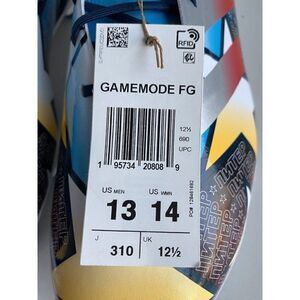 RFID
GAMEMODE FG
12½
690
UPC
1 95734 20808 9
US MEN
13
US WMN
14
J
310
UK
12½
ЛИТЕР